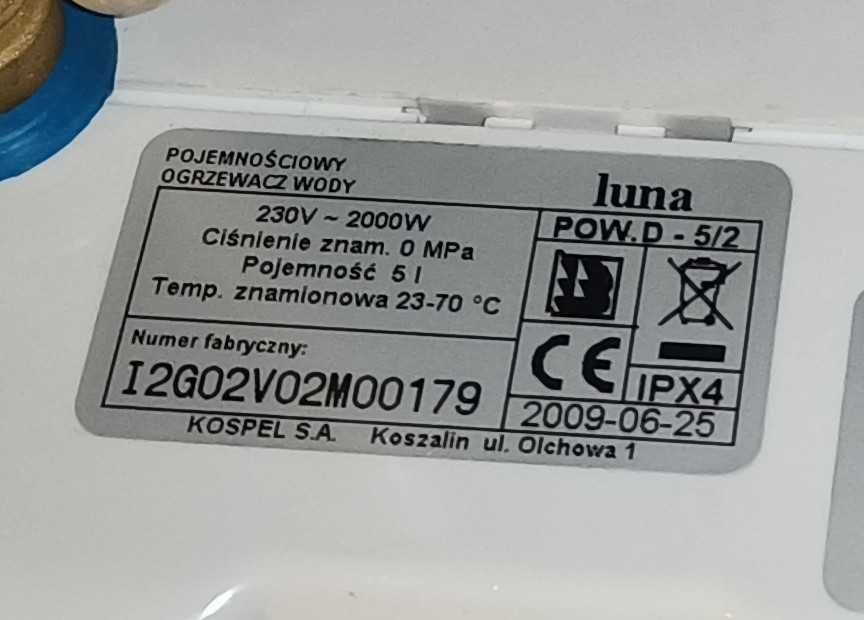 POJEMNOŚCIOWY
OGRZEWACZ WODY
luna
230V ~ 2000W
Ciśnienie znam. 0 MPa
Pojemność 5 l
Temp. znamionowa 23-70 °C
POW.D - 5/2
Numer fabryczny:
I2G02V02M00179
CE
IPX4
2009-06-25
KOSPEL S.A. Koszalin ul. Olchowa 1